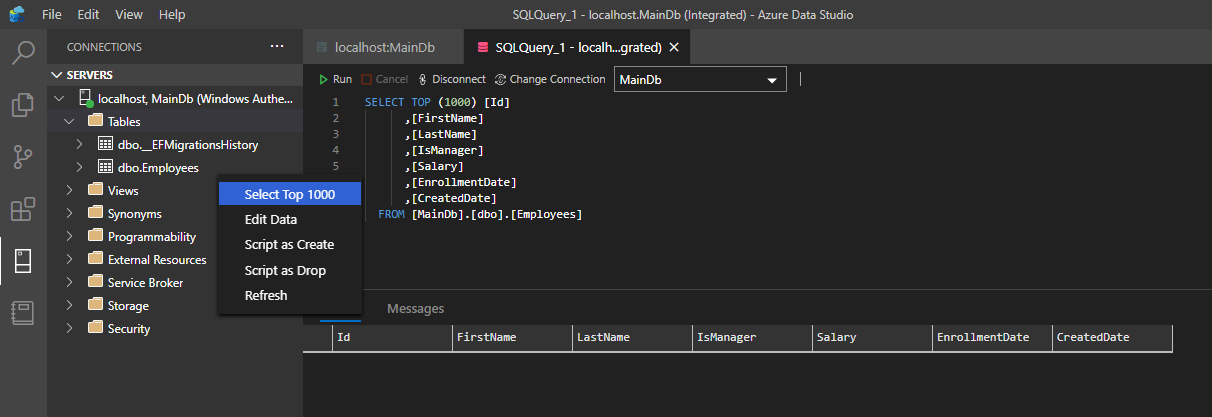 File Edit View Help SQLQuery_1 - localhost.MainDb (Integrated) - Azure Data Studio
CONNECTIONS ...
SERVERS
localhost, MainDb (Windows Authe...
Tables
dbo.__EFMigrationsHistory
dbo.Employees
Views
Synonyms
Programmability
External Resources
Service Broker
Storage
Security
Select Top 1000
Edit Data
Script as Create
Script as Drop
Refresh
localhost:MainDb SQLQuery_1 - localh...grated)
Run Cancel Disconnect Change Connection MainDb
1 SELECT TOP (1000) [Id]
2 ,[FirstName]
3 ,[LastName]
4 ,[IsManager]
5 ,[Salary]
,[EnrollmentDate]
,[CreatedDate]
FROM [MainDb].[dbo].[Employees]
Messages
Id FirstName LastName IsManager Salary EnrollmentDate CreatedDate